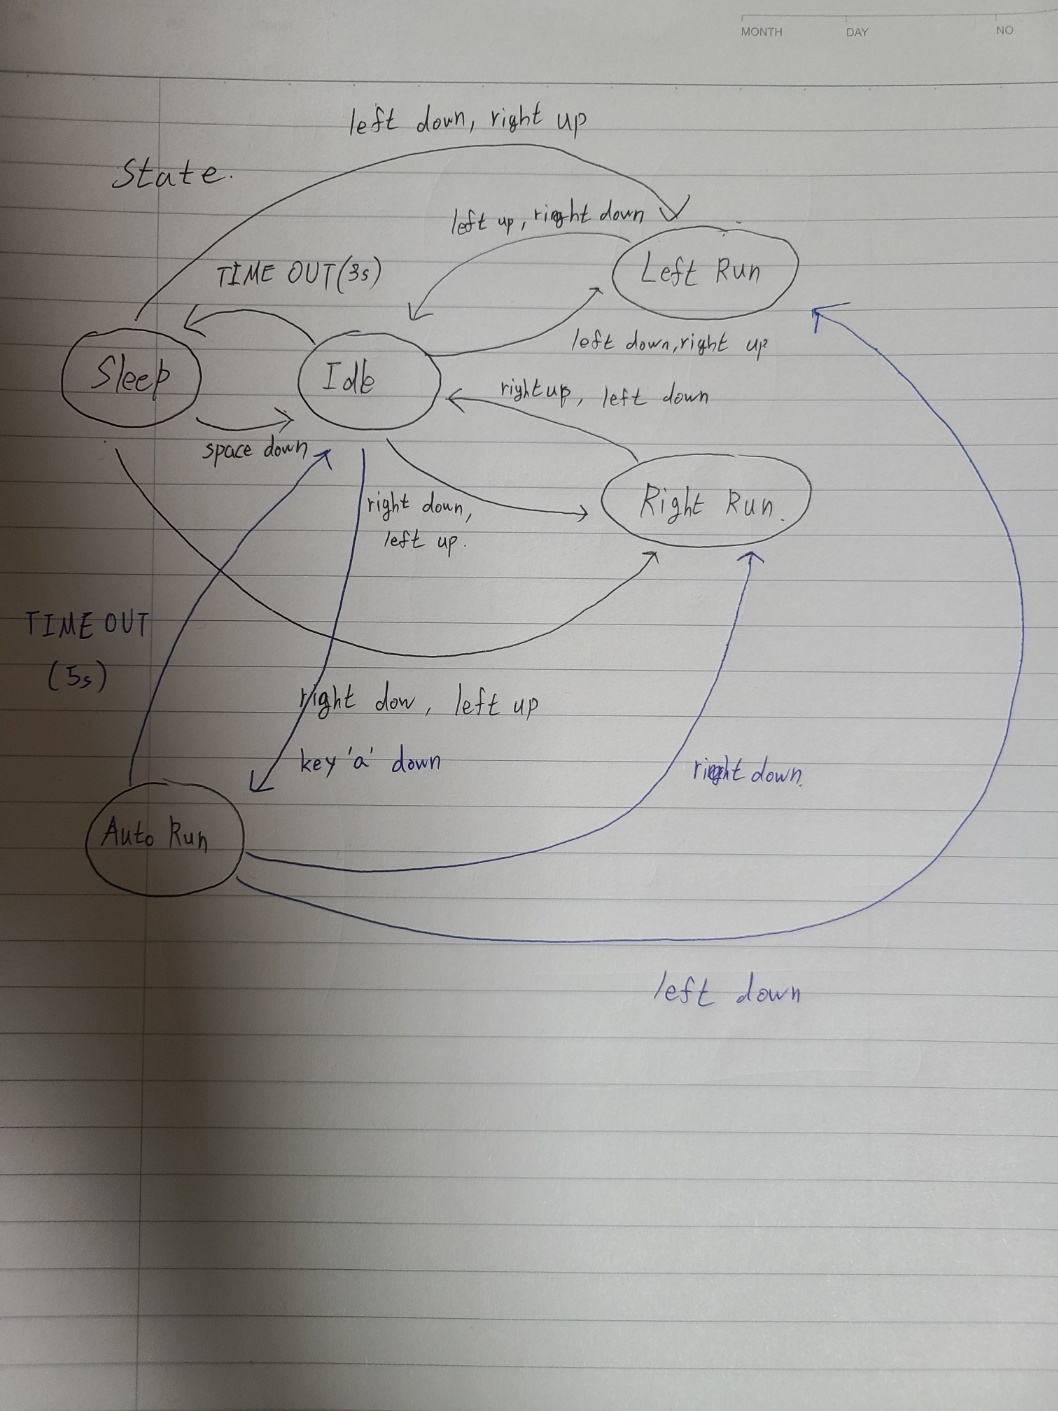 MONTH DAY NO
left down, right up
State.
left up, right down
TIME OUT(3s)
Left Run
left down, right up
Sleep
Idle
right up, left down
space down
right down,
left up.
Right Run.
TIME OUT
(5s)
right dow, left up
key 'a' down
right down.
Auto Run
left down